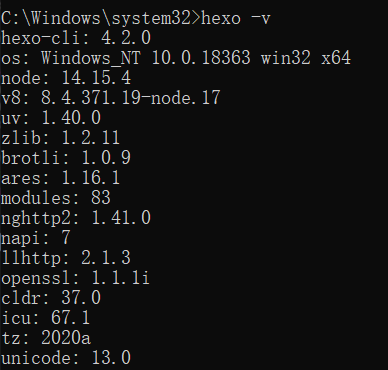 C:\Windows\system32>hexo -v
hexo-cli: 4.2.0
os: Windows_NT 10.0.18363 win32 x64
node: 14.15.4
v8: 8.4.371.19-node.17
uv: 1.40.0
zlib: 1.2.11
brotli: 1.0.9
ares: 1.16.1
modules: 83
nghttp2: 1.41.0
napi: 7
llhttp: 2.1.3
openssl: 1.1.1i
cldr: 37.0
icu: 67.1
tz: 2020a
unicode: 13.0